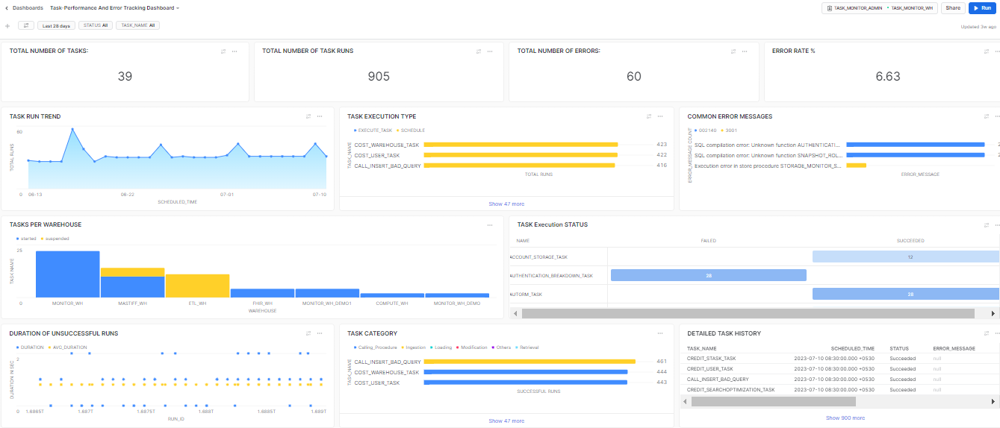 Dashboards Task-Performance And Error Tracking Dashboard
TASK_MONITOR_ADMIN • TASK_MONITOR_WH
Share
Run
Last 28 days
STATUS All
TASK_NAME All
Updated 3w ago
TOTAL NUMBER OF TASKS:
39
TOTAL NUMBER OF TASK RUNS
905
TOTAL NUMBER OF ERRORS:
60
ERROR RATE %
6.63
TASK RUN TREND
TOTAL RUNS
60
0
06-13
06-22
07-01
07-10
SCHEDULED_TIME
TASK EXECUTION TYPE
EXECUTE_TASK SCHEDULE
TASK_NAME
COST_WAREHOUSE_TASK 423
COST_USER_TASK 422
CALL_INSERT_BAD_QUERY 416
TOTAL RUNS
Show 47 more
COMMON ERROR MESSAGES
002140 3001
ERROR_MESSAGE COUNT
SQL compilation error: Unknown function AUTHENTICATI...
SQL compilation error: Unknown function SNAPSHOT_ROL...
Execution error in store procedure STORAGE_MONITOR_S...
ERROR_MESSAGE
TASKS PER WAREHOUSE
started suspended
TASK_NAME
25
0
MONITOR_WH
MASTIFF_WH
ETL_WH
FHIR_WH
MONITOR_WH_DEMO1
COMPUTE_WH
MONITOR_WH_DEMO
WAREHOUSE
TASK Execution STATUS
NAME FAILED SUCCEEDED
ACCOUNT_STORAGE_TASK 12
AUTHENTICATION_BREAKDOWN_TASK 28
AUTORM_TASK 28
DURATION OF UNSUCCESSFUL RUNS
DURATION AVG_DURATION
DURATION IN SEC
2
0
1.6865T
1.687T
1.6875T
1.688T
1.6885T
1.689T
RUN_ID
TASK CATEGORY
Calling_Procedure Ingestion Loading Modification Others Retrieval
TASK_NAME
CALL_INSERT_BAD_QUERY 461
COST_WAREHOUSE_TASK 444
COST_USER_TASK 443
SUCCESSFUL RUNS
Show 47 more
DETAILED TASK HISTORY
TASK_NAME SCHEDULED_TIME STATUS ERROR_MESSAGE
CREDIT_STASK_TASK 2023-07-10 08:30:00.000 +0530 Succeeded null
CREDIT_USER_TASK 2023-07-10 08:30:00.000 +0530 Succeeded null
CALL_INSERT_BAD_QUERY 2023-07-10 08:30:00.000 +0530 Succeeded null
CREDIT_SEARCHOPTIMIZATION_TASK 2023-07-10 08:30:00.000 +0530 Succeeded null
Show 900 more